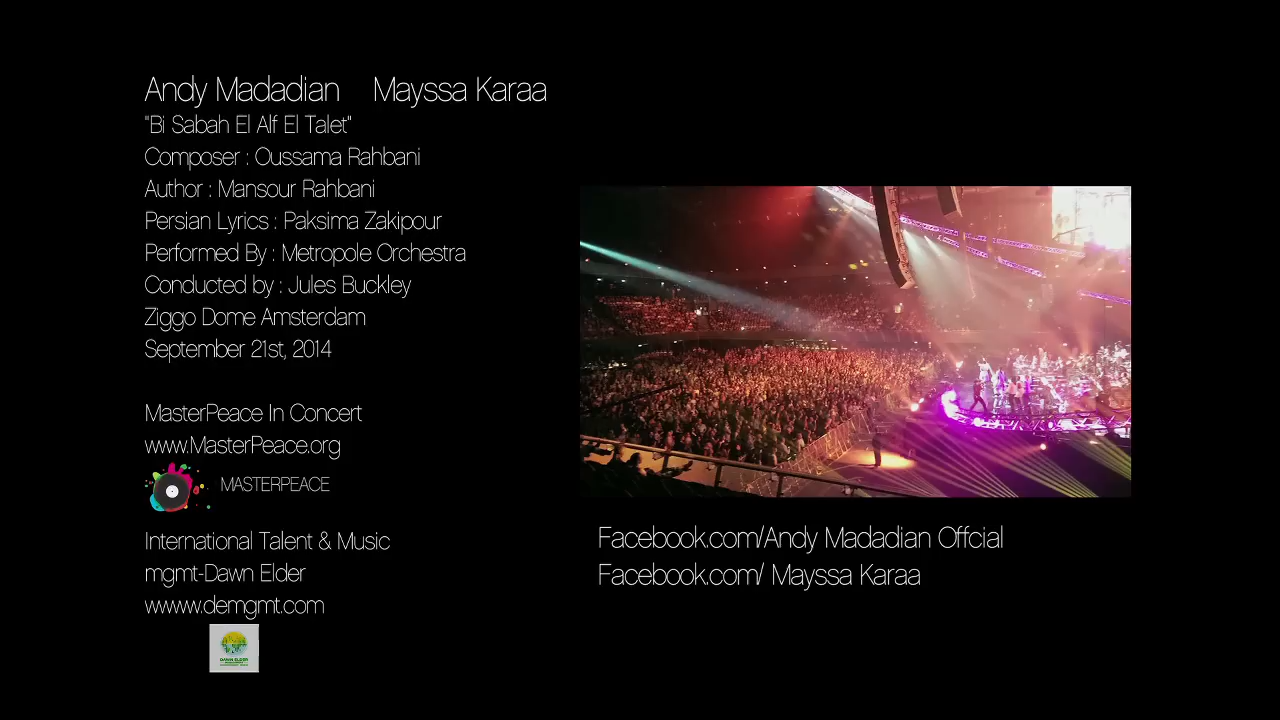 Andy Madadian Mayssa Karaa
"Bi Sabah El Alf El Talet"
Composer : Oussama Rahbani
Author : Mansour Rahbani
Persian Lyrics : Paksima Zakipour
Performed By : Metropole Orchestra
Conducted by : Jules Buckley
Ziggo Dome Amsterdam
September 21st, 2014
MasterPeace In Concert
www.MasterPeace.org
MASTERPEACE
International Talent & Music
mgmt-Dawn Elder
wwww.demgmt.com
DAWN ELDER
Facebook.com/Andy Madadian Offcial
Facebook.com/ Mayssa Karaa